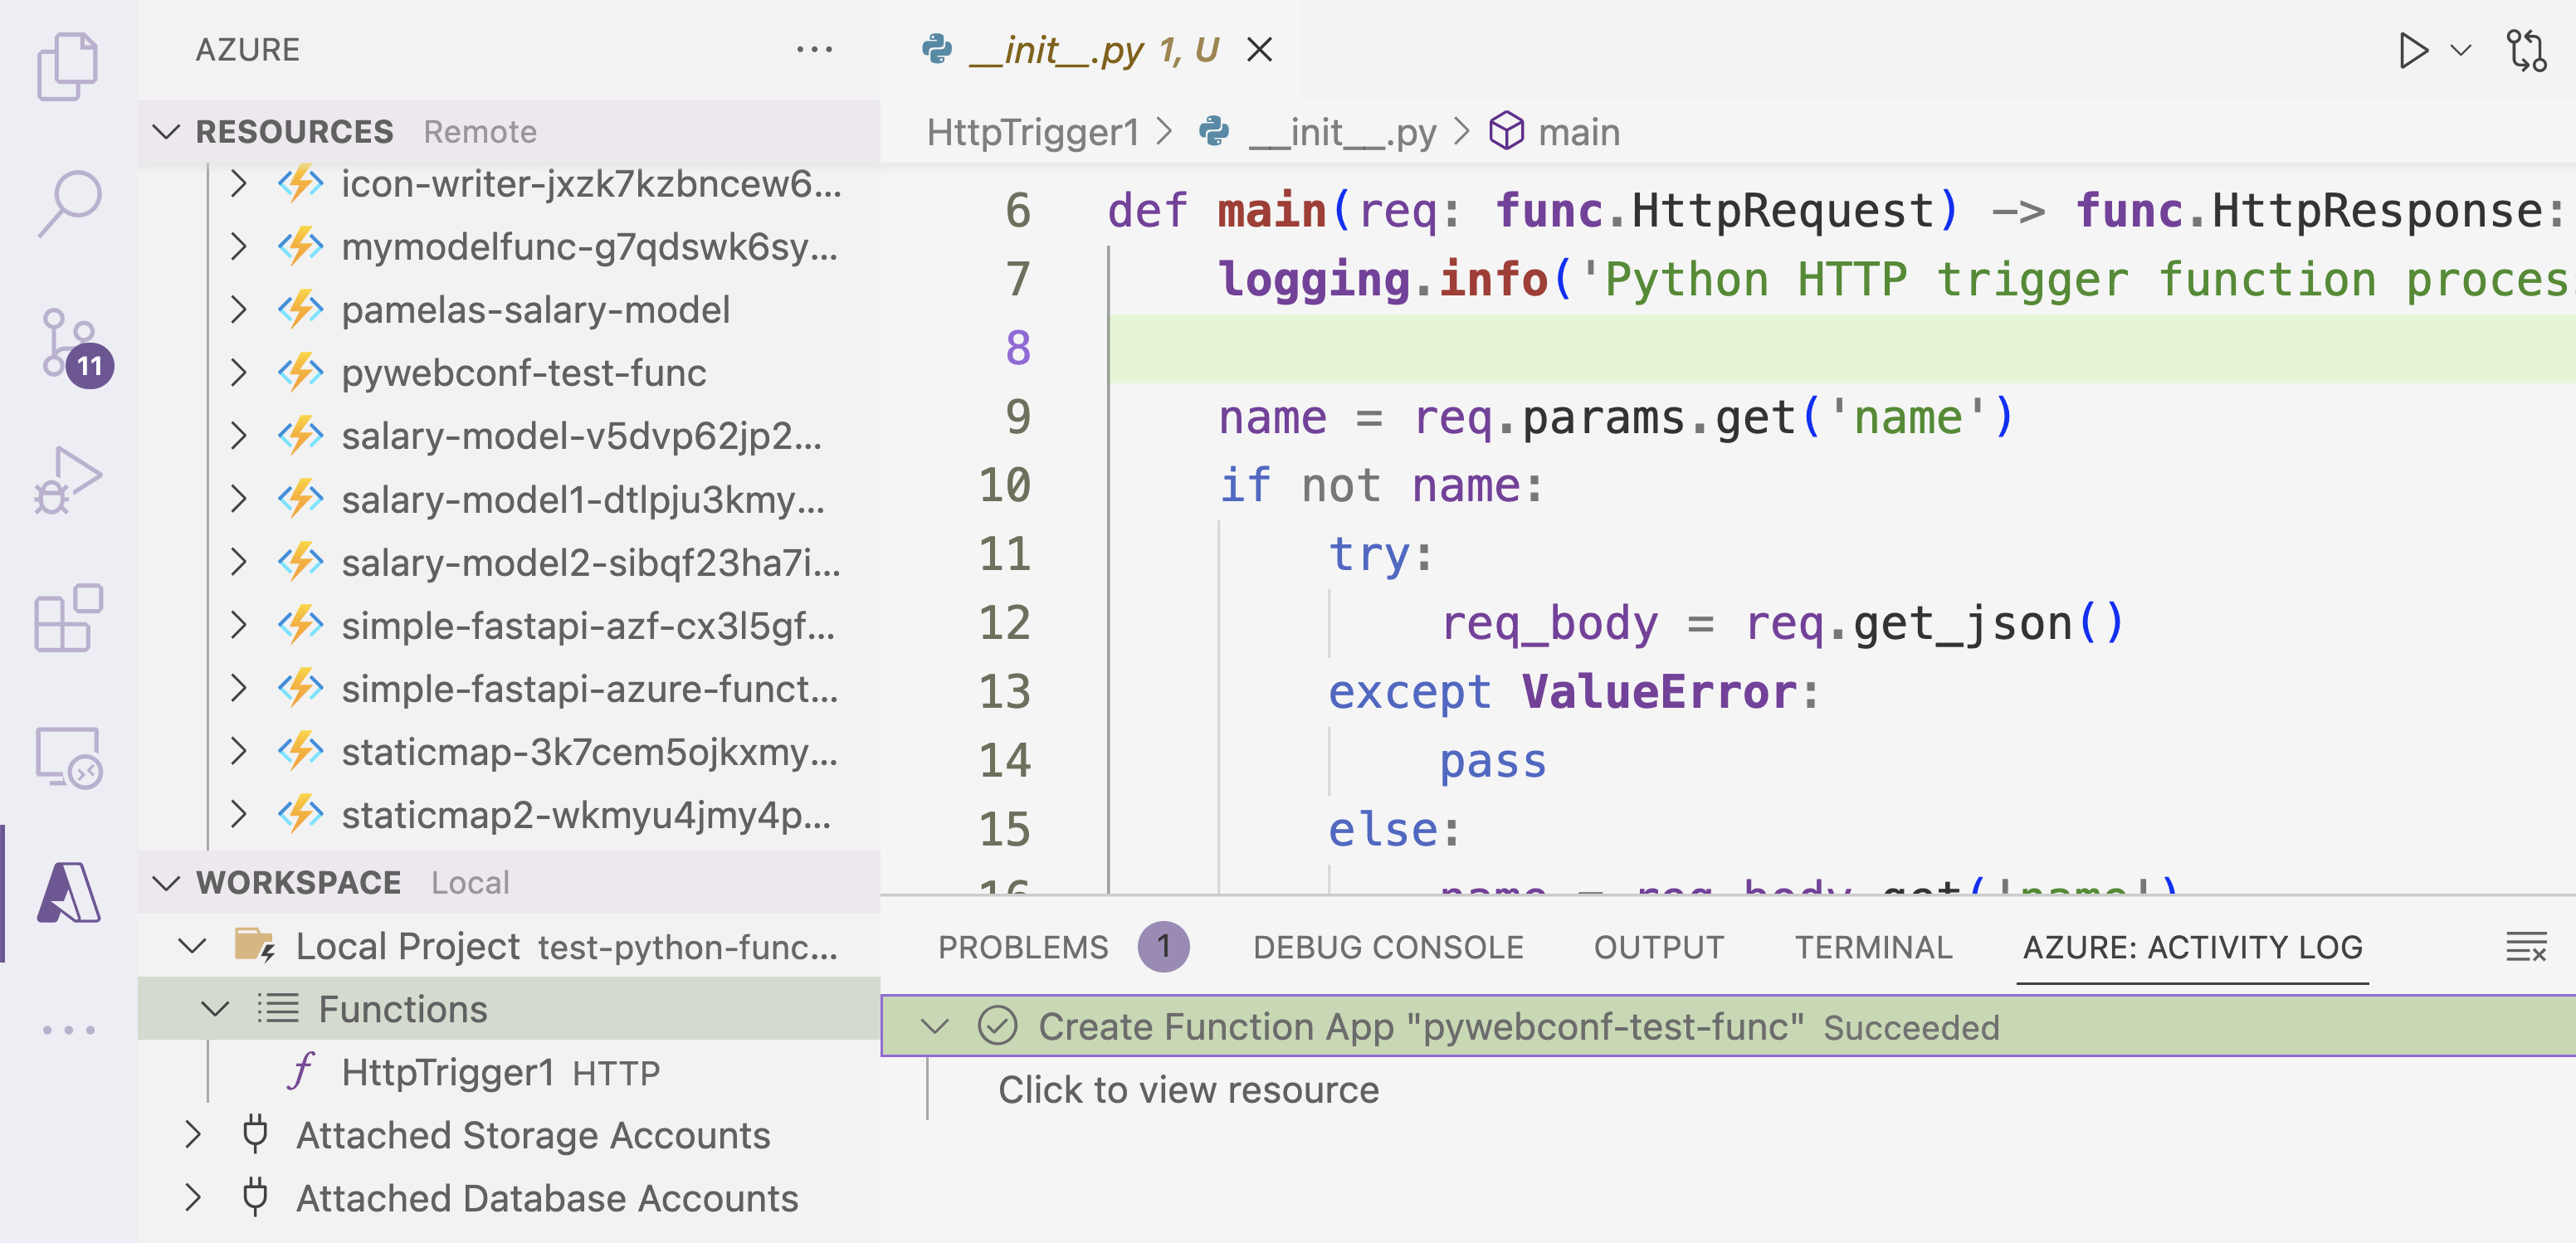 AZURE
RESOURCES Remote
icon-writer-jxzk7kzbncew6...
mymodelfunc-g7qdswk6sy...
pamelas-salary-model
pywebconf-test-func
salary-model-v5dvp62jp2...
salary-model1-dtlpju3kmy...
salary-model2-sibqf23ha7i...
simple-fastapi-azf-cx3l5gf...
simple-fastapi-azure-funct...
staticmap-3k7cem5ojkxmy...
staticmap2-wkmyu4jmy4p...
WORKSPACE Local
Local Project test-python-func...
Functions
HttpTrigger1 HTTP
Attached Storage Accounts
Attached Database Accounts
11
__init__.py 1, U
HttpTrigger1 > __init__.py > main
6 def main(req: func.HttpRequest) -> func.HttpResponse:
7 logging.info('Python HTTP trigger function proces
8
9 name = req.params.get('name')
10 if not name:
11 try:
12 req_body = req.get_json()
13 except ValueError:
14 pass
15 else:
16 name = req_body.get('name')
PROBLEMS 1 DEBUG CONSOLE OUTPUT TERMINAL AZURE: ACTIVITY LOG
Create Function App "pywebconf-test-func" Succeeded
Click to view resource